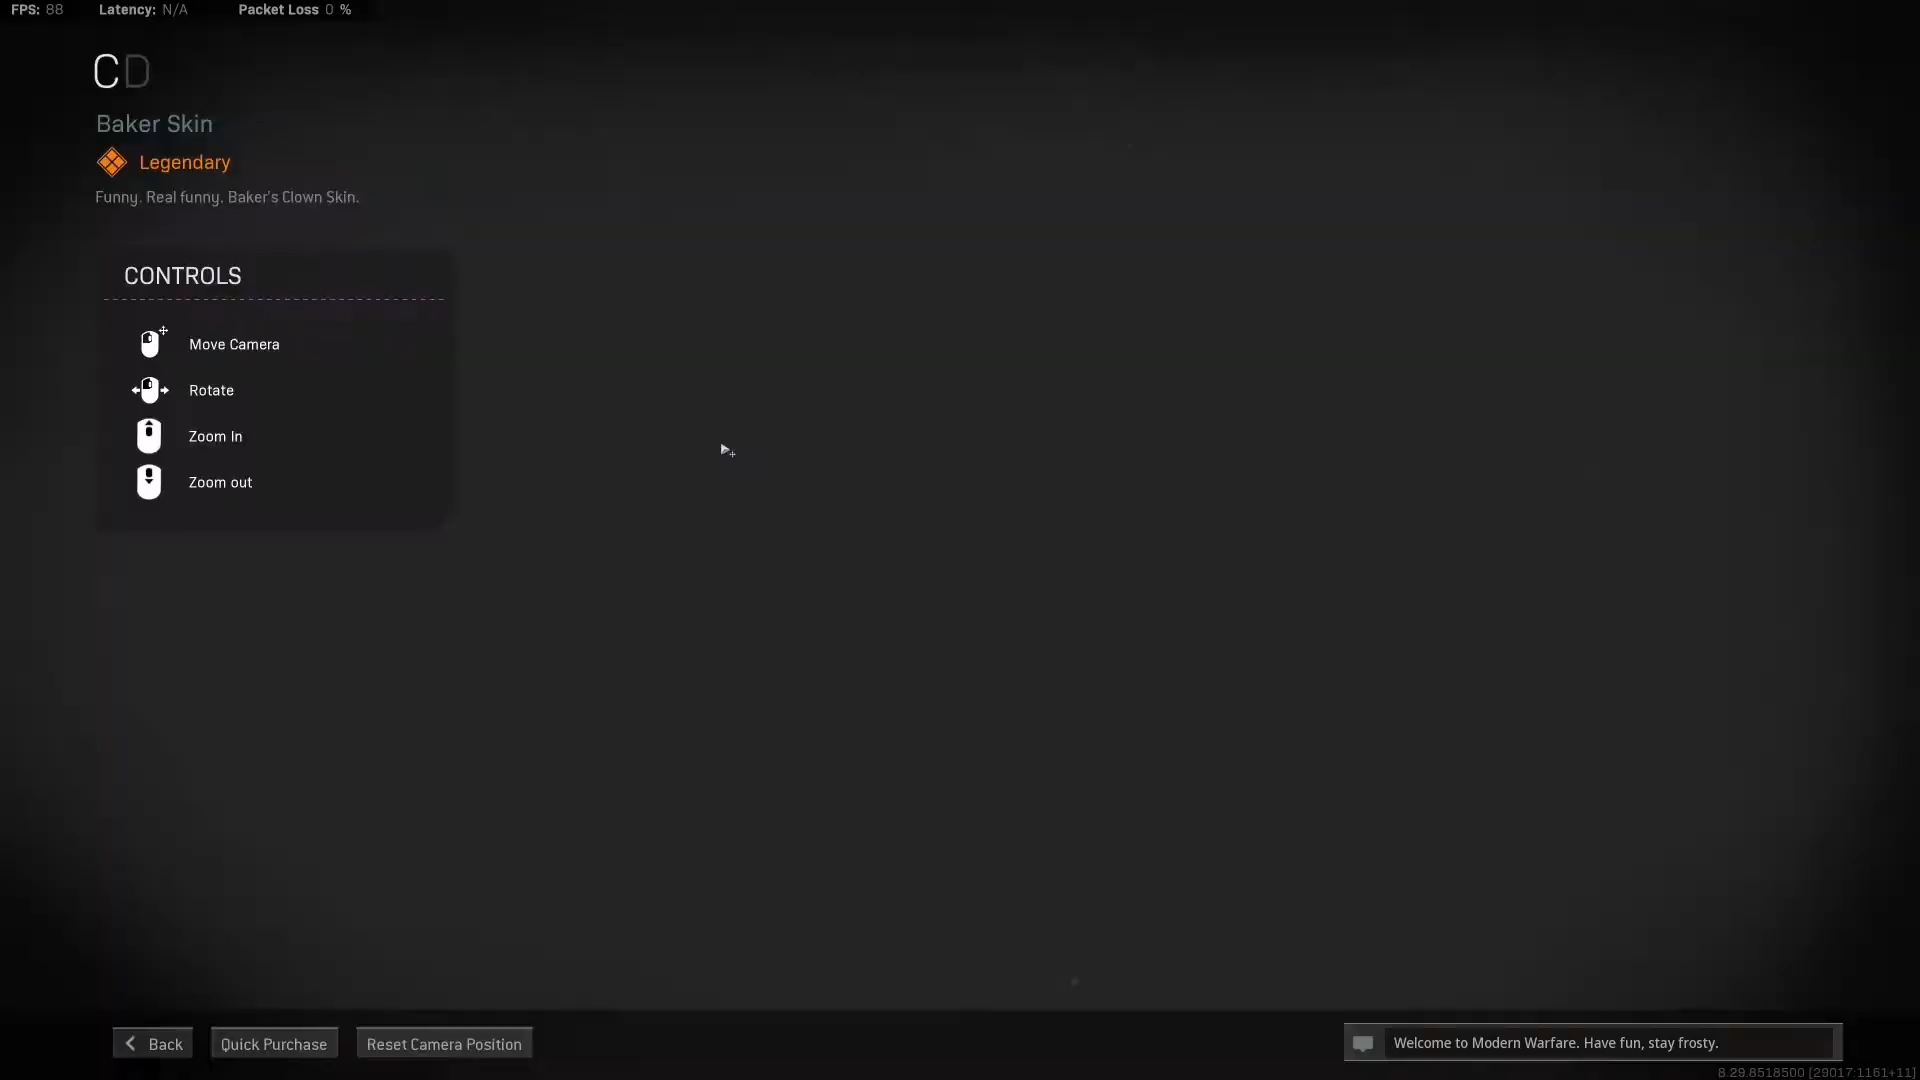 FPS: 88 Latency: N/A Packet Loss 0 %
CD
Baker Skin
Legendary
Funny. Real funny. Baker's Clown Skin.
CONTROLS
Move Camera
Rotate
Zoom In
Zoom out
Back Quick Purchase Reset Camera Position
Welcome to Modern Warfare. Have fun, stay frosty.
8.29.8518500 [29017:1161+11]